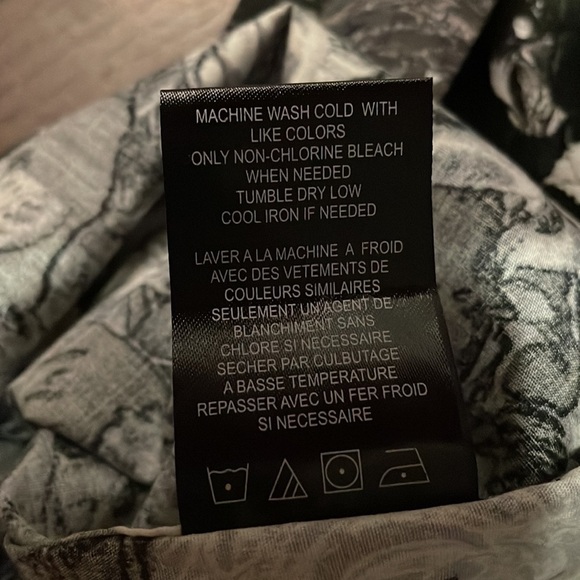 MACHINE WASH COLD WITH
LIKE COLORS
ONLY NON-CHLORINE BLEACH
WHEN NEEDED
TUMBLE DRY LOW
COOL IRON IF NEEDED
LAVER A LA MACHINE A FROID
AVEC DES VETEMENTS DE
COULEURS SIMILAIRES
SEULEMENT UN'AGENT DE
BLANCHIMENT SANS
CHLORE SI NECESSAIRE
SECHER PAR CULBUTAGE
A BASSE TEMPERATURE
REPASSER AVEC UN FER FROID
SI NECESSAIRE